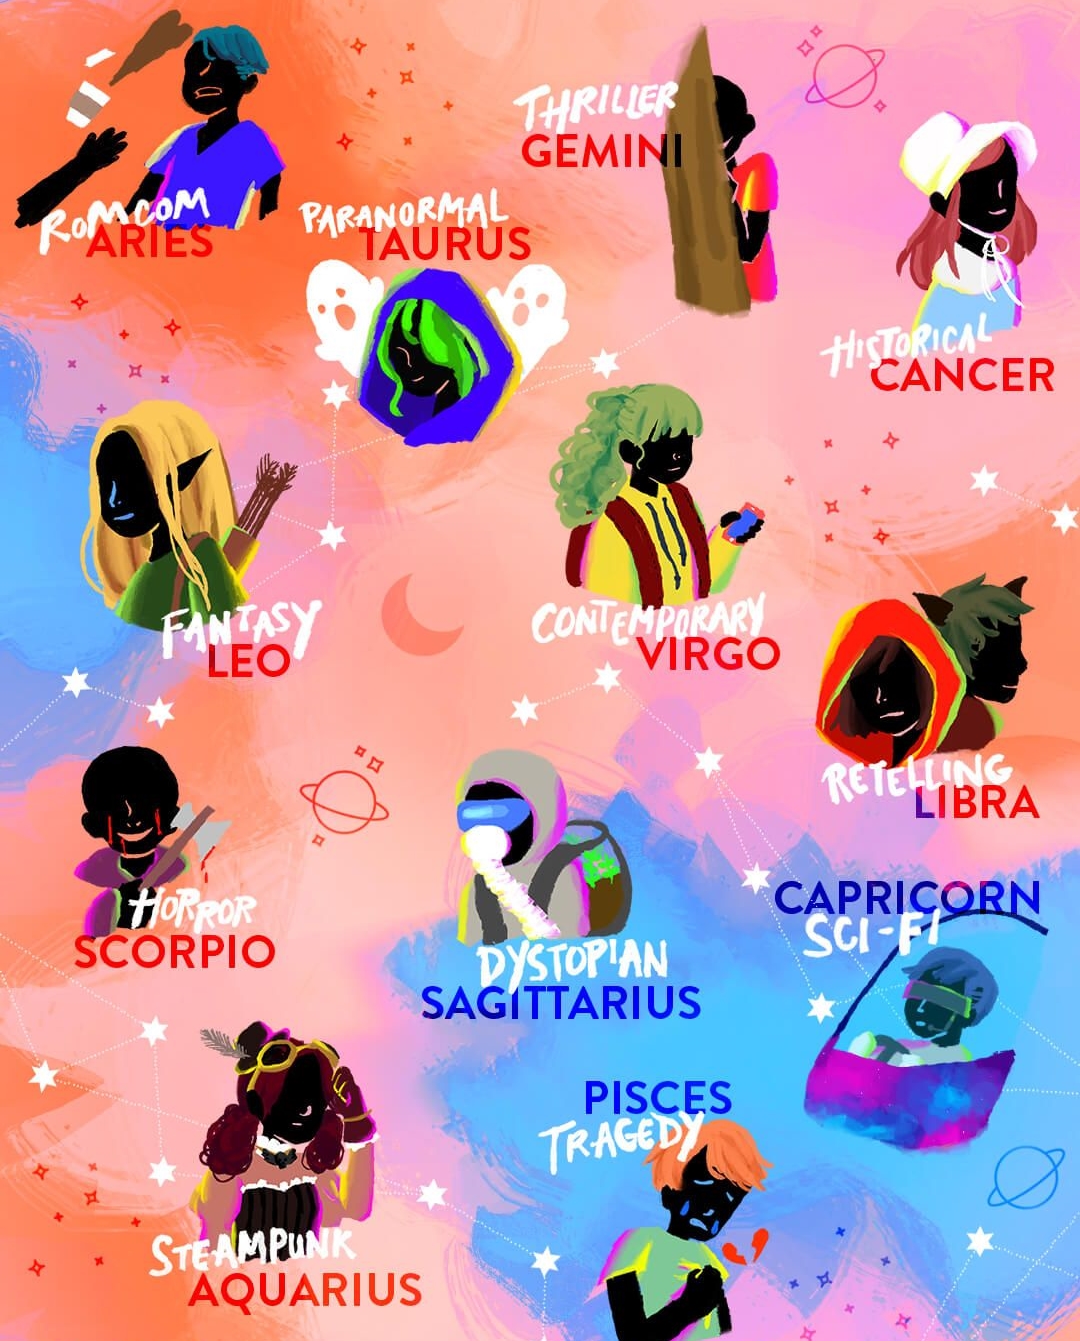 ROMCOM
ARIES
PARANORMAL
TAURUS
THRILLER
GEMINI
HISTORICAL
CANCER
FANTASY
LEO
CONTEMPORARY
VIRGO
RETELLING
LIBRA
HORROR
SCORPIO
DYSTOPIAN
SAGITTARIUS
CAPRICORN
SCI-FI
STEAMPUNK
AQUARIUS
PISCES
TRAGEDY